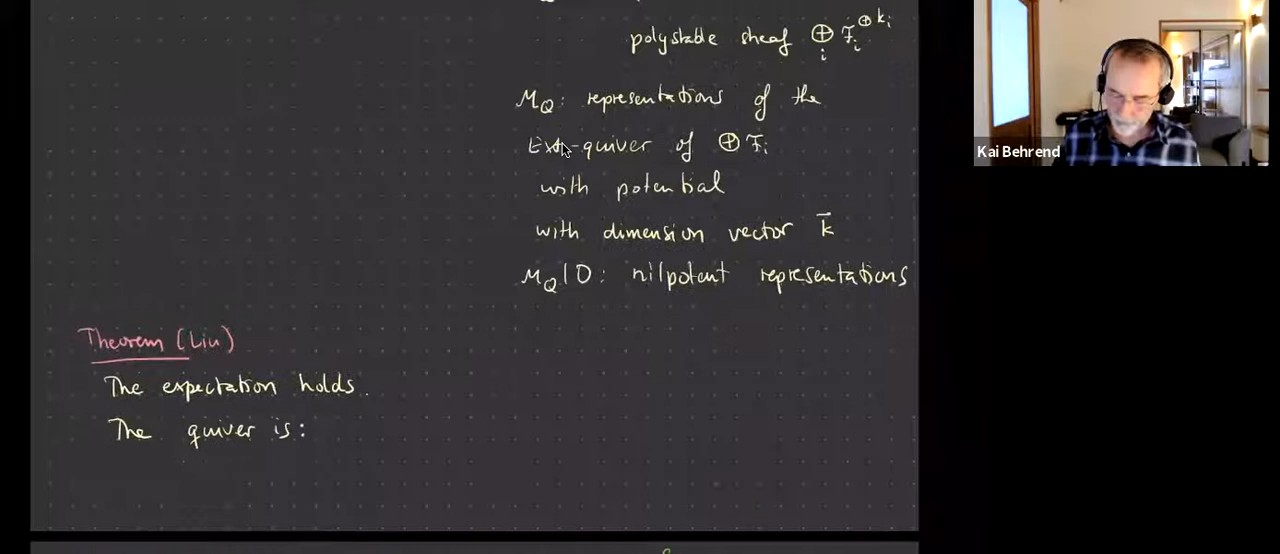 polystable sheaf ⊕ᵢ ℱᵢ^⊕kᵢ
M_Q: representations of the
Ext-quiver of ⊕ ℱᵢ
with potential
with dimension vector k⃗
M_Q|0: nilpotent representations
Theorem (Liu)
The expectation holds.
The quiver is:
Kai Behrend